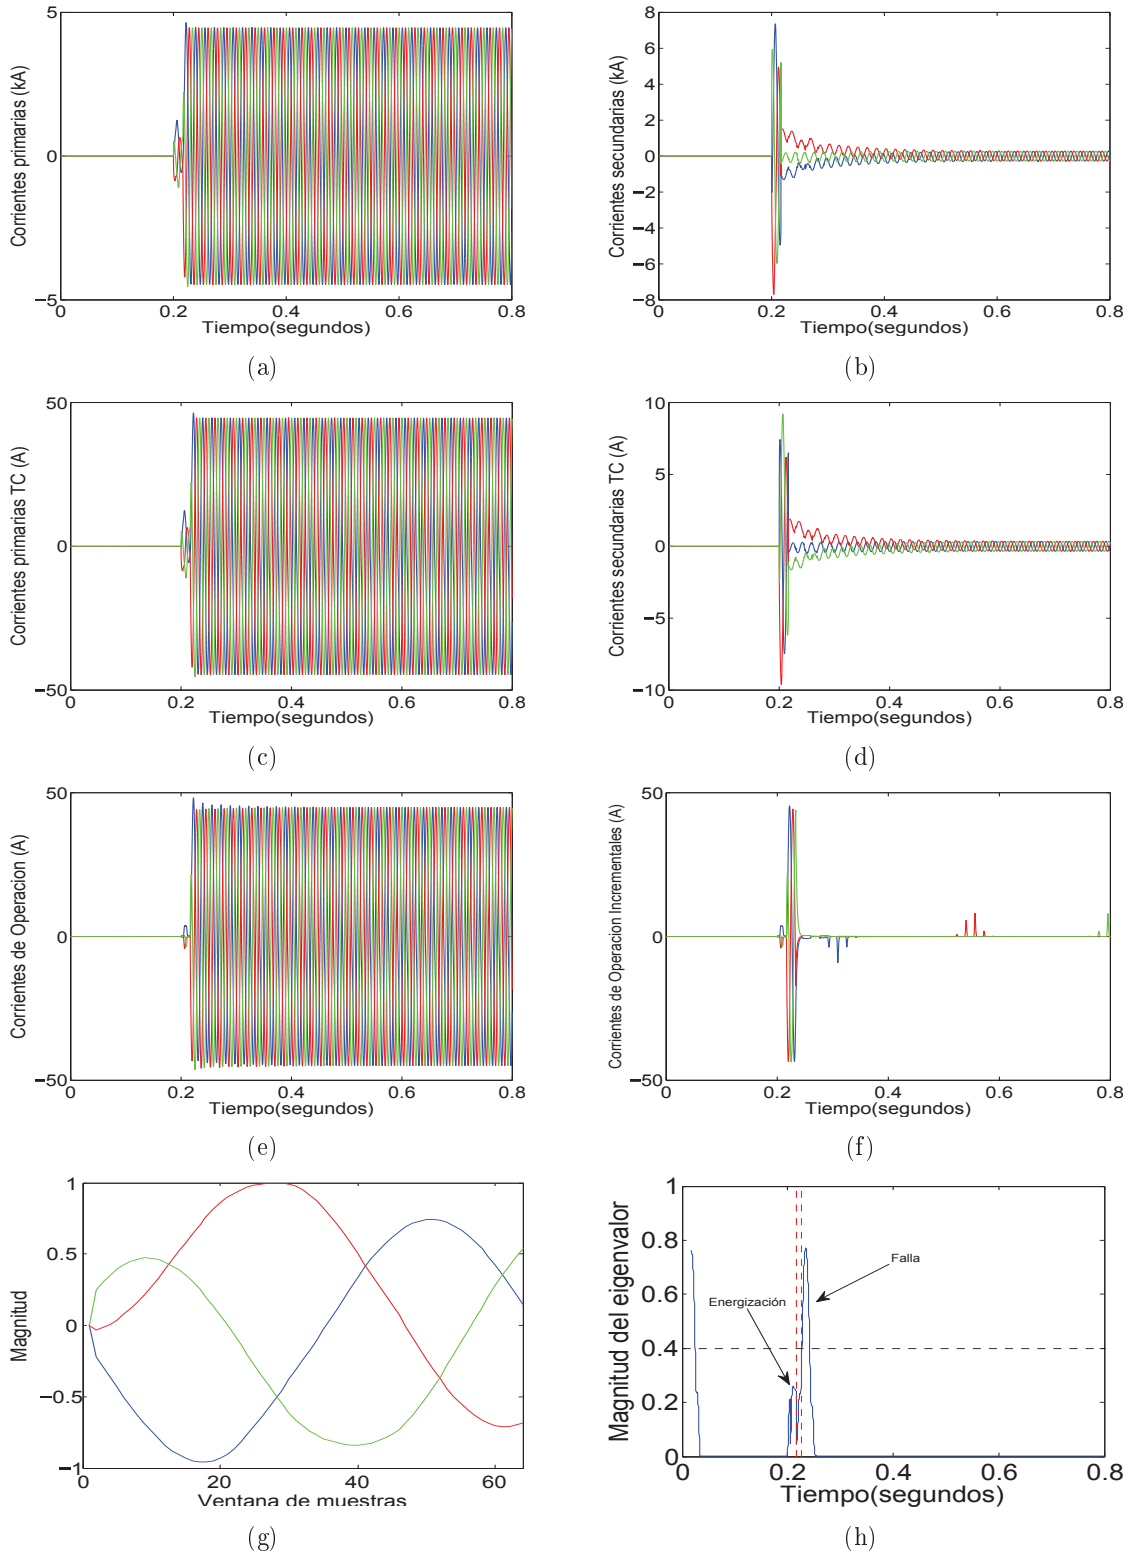 5
0
−5
Corrientes primarias (kA)
0
0.2
0.4
0.6
0.8
Tiempo(segundos)
(a)
8
6
4
2
0
−2
−4
−6
−8
Corrientes secundarias (kA)
0
0.2
0.4
0.6
0.8
Tiempo(segundos)
(b)
50
0
−50
Corrientes primarias TC (A)
0
0.2
0.4
0.6
0.8
Tiempo(segundos)
(c)
10
5
0
−5
−10
Corrientes secundarias TC (A)
0
0.2
0.4
0.6
0.8
Tiempo(segundos)
(d)
50
0
−50
Corrientes de Operacion (A)
0
0.2
0.4
0.6
0.8
Tiempo(segundos)
(e)
50
0
−50
Corrientes de Operacion Incrementales (A)
0
0.2
0.4
0.6
0.8
Tiempo(segundos)
(f)
1
0.5
0
−0.5
−1
Magnitud
0
20
40
60
Ventana de muestras
(g)
1
0.8
0.6
0.4
0.2
0
Magnitud del eigenvalor
Falla
Energización
0
0.2
0.4
0.6
0.8
Tiempo(segundos)
(h)